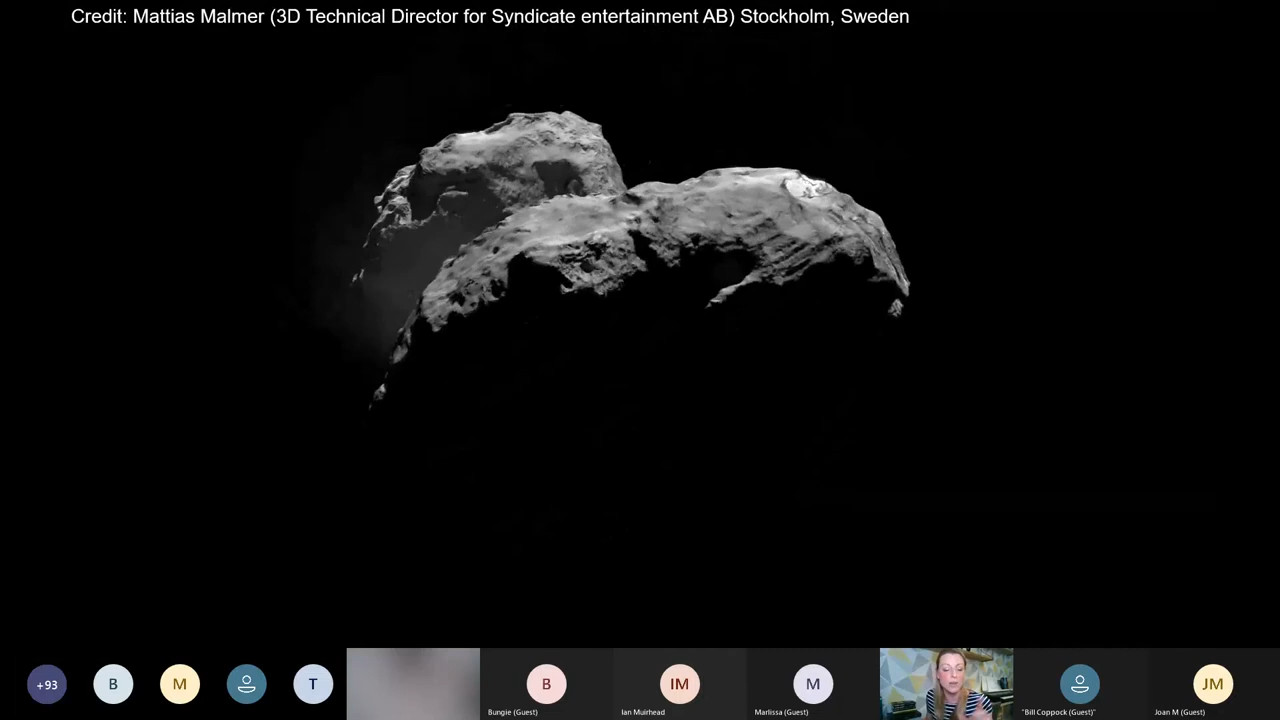 Credit: Mattias Malmer (3D Technical Director for Syndicate entertainment AB) Stockholm, Sweden
+93
B
M
T
B
IM
M
JM
Bungie (Guest)
Ian Muirhead
Marlissa (Guest)
"Bill Coppock (Guest)"
Joan M (Guest)